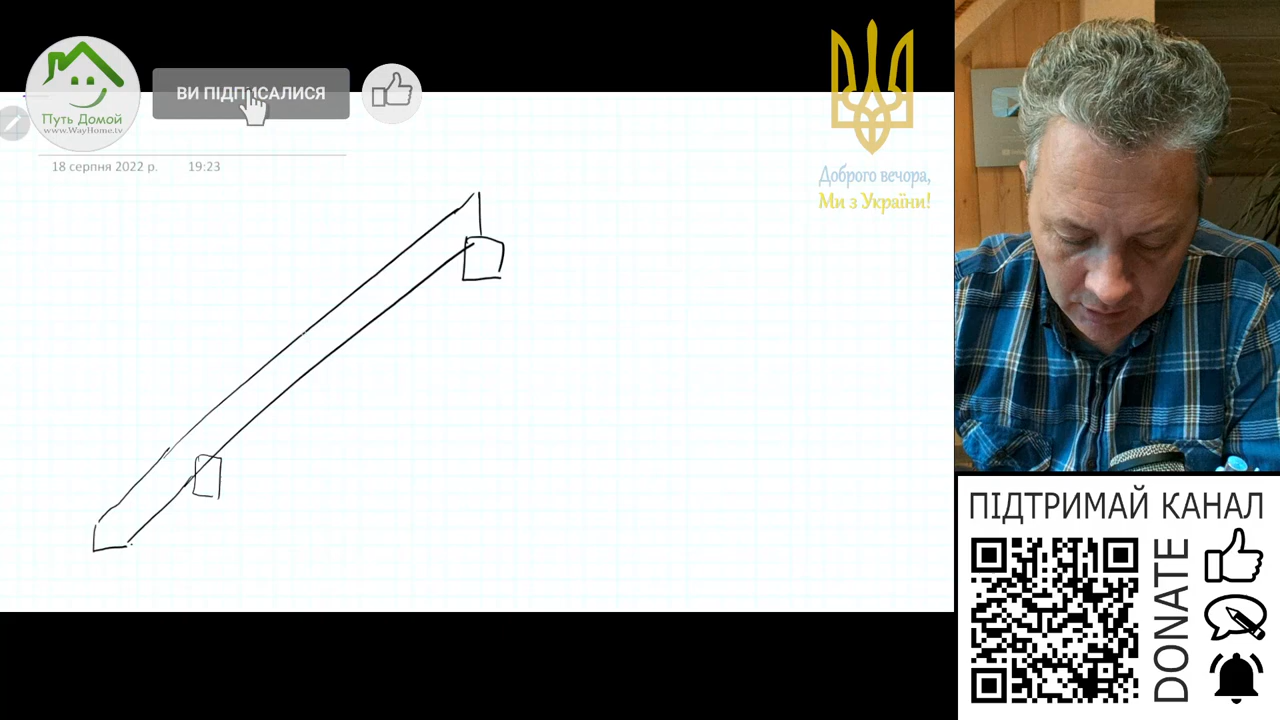 ВИ ПІДПИСАЛИСЯ
Путь Домой
www.WayHome.tv
18 серпня 2022 р. 19:23
Доброго вечора,
Ми з України!
ПІДТРИМАЙ КАНАЛ
DONATE